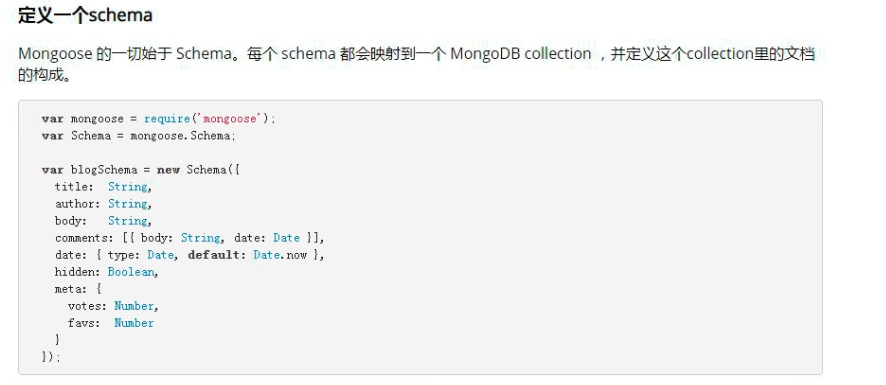 定义一个schema
Mongoose 的一切始于 Schema。每个 schema 都会映射到一个 MongoDB collection ，并定义这个collection里的文档
的构成。
var mongoose = require('mongoose');
var Schema = mongoose.Schema;
var blogSchema = new Schema({
title:  String,
author: String,
body:   String,
comments: [{ body: String, date: Date }],
date: { type: Date, default: Date.now },
hidden: Boolean,
meta: {
votes: Number,
favs:  Number
}
});